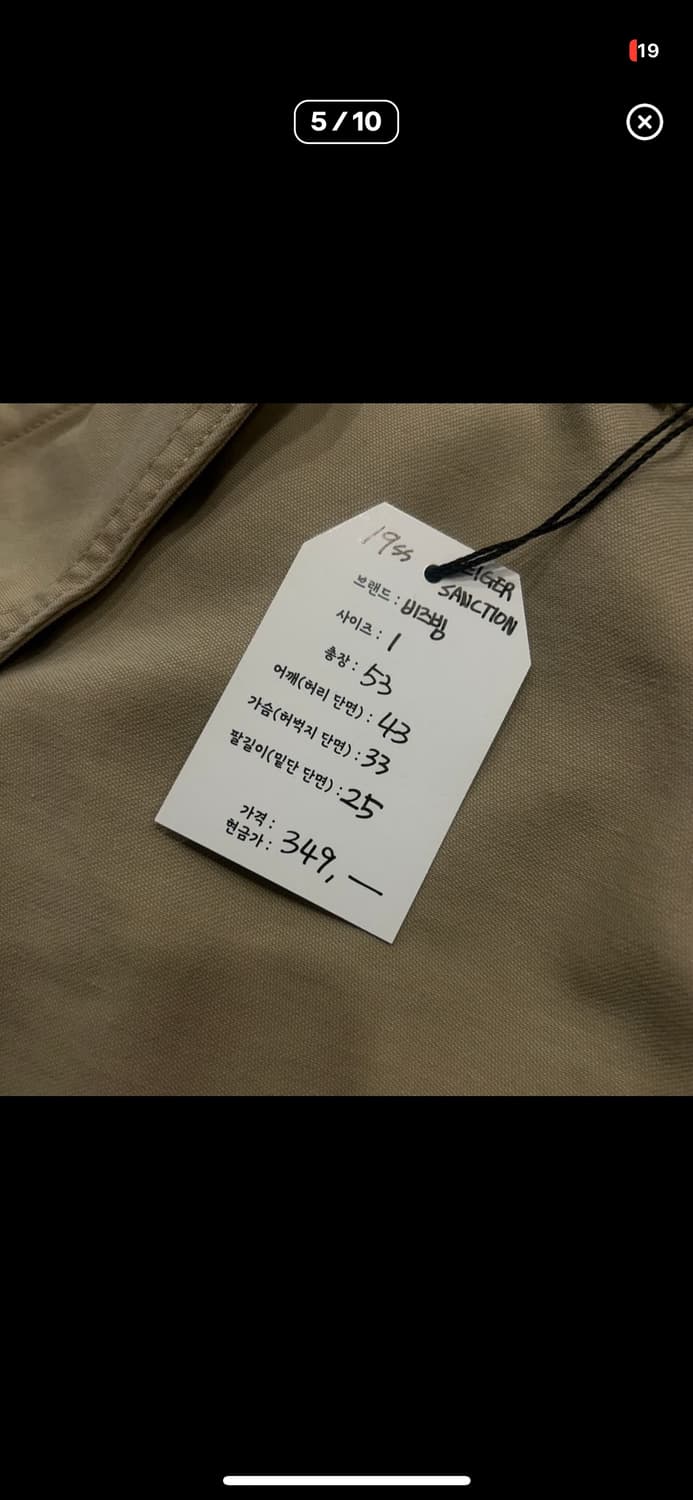 19
5 / 10
19ss
EIGER
SANCTION
브랜드 : 비즈빔
사이즈 : 1
총장 : 53
어깨(허리 단면) : 43
가슴(허벅지 단면) : 33
팔길이(밑단 단면) : 25
가격 :
현금가 : 349,—